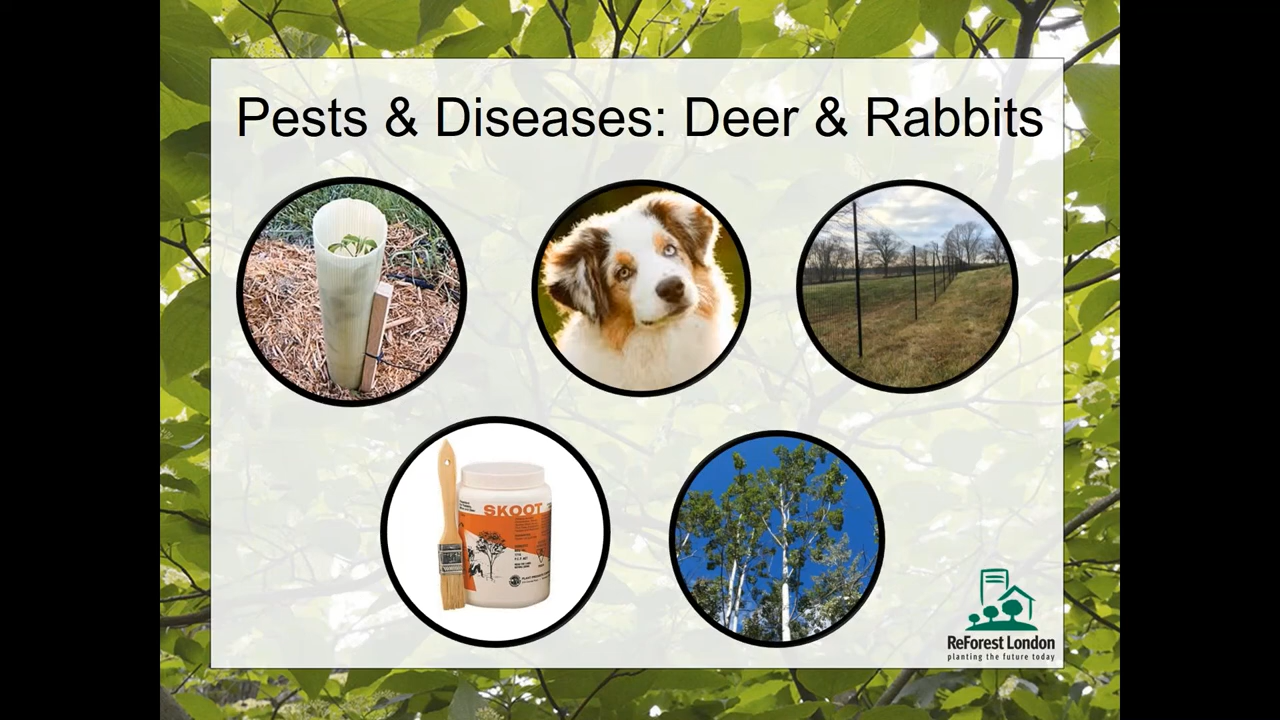 Pests & Diseases: Deer & Rabbits
SKOOT
ReForest London
planting the future today